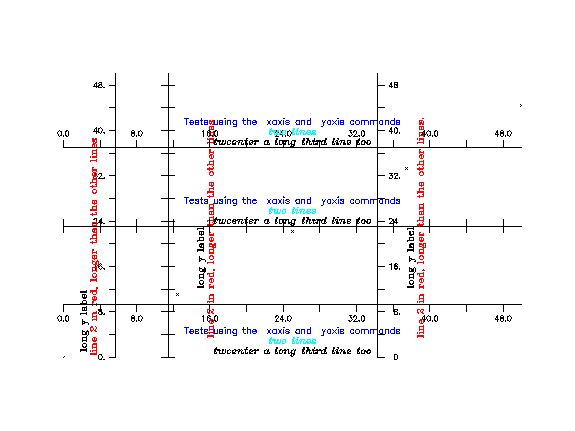 48.
48
Tests using the xaxis and yaxis commands
two lines
twcenter a long third line too
0.0 8.0 16.0 24.0 32.0 40.0 48.0
40.
40.
32.
Tests using the xaxis and yaxis commands
two lines
twcenter a long third line too
24.
24
16.
16.
0.0 8.0 16.0 24.0 32.0 40.0 48.0
8.
Tests using the xaxis and yaxis commands
two lines
twcenter a long third line too
0.
0
long y label
line 2 in red, longer than the other lines.
long y label
line 2 in red, longer than the other lines.
long y label
line 2 in red, longer than the other lines.